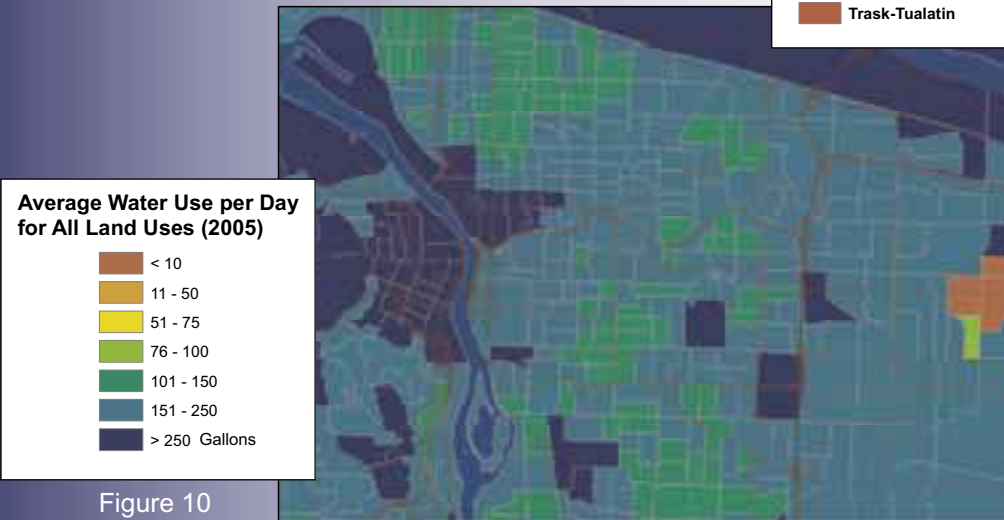 Trask-Tualatin
Average Water Use per Day
for All Land Uses (2005)
< 10
11 - 50
51 - 75
76 - 100
101 - 150
151 - 250
> 250 Gallons
Figure 10